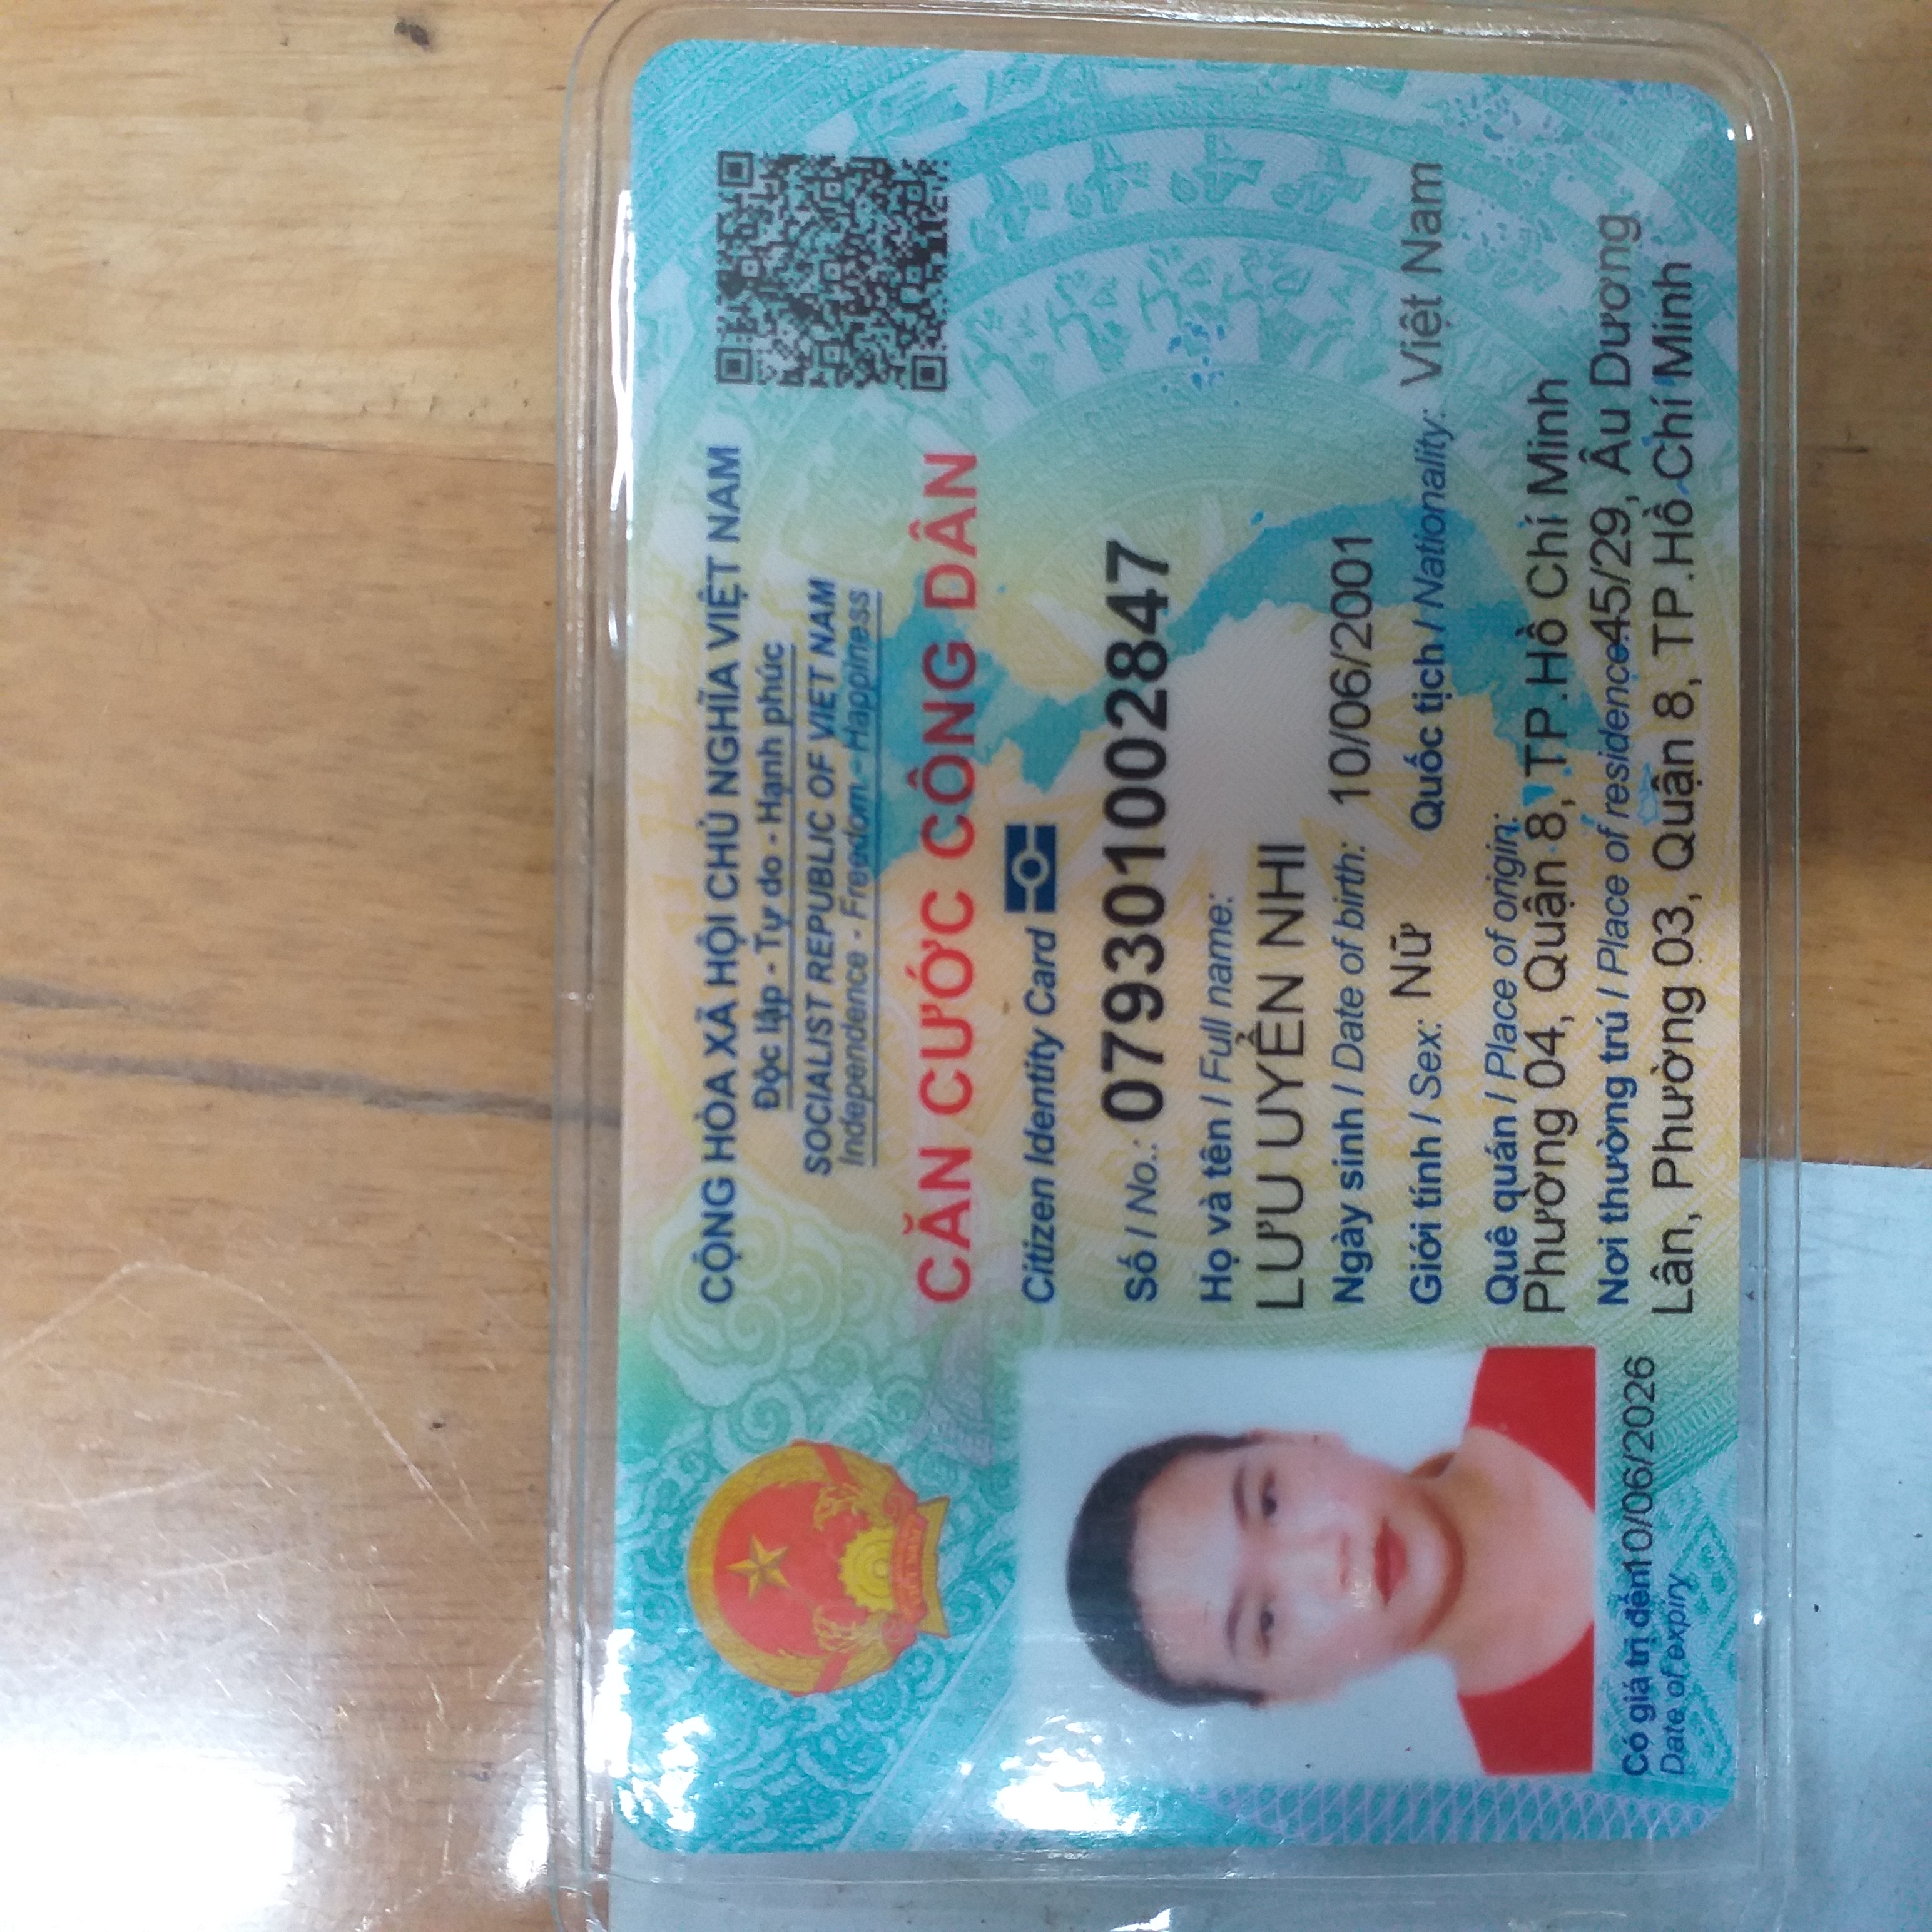 CỘNG HÒA XÃ HỘI CHỦ NGHĨA VIỆT NAM
Độc lập - Tự do - Hạnh phúc
SOCIALIST REPUBLIC OF VIET NAM
Independence - Freedom - Happiness
CĂN CƯỚC CÔNG DÂN
Citizen Identity Card
Số / No.: 079301002847
Họ và tên / Full name:
LƯU UYỂN NHI
Ngày sinh / Date of birth: 10/06/2001
Giới tính / Sex: Nữ Quốc tịch / Nationality: Việt Nam
Quê quán / Place of origin:
Phường 04, Quận 8, TP.Hồ Chí Minh
Nơi thường trú / Place of residence: 45/29, Âu Dương
Lân, Phường 03, Quận 8, TP.Hồ Chí Minh
Có giá trị đến: 10/06/2026
Date of expiry